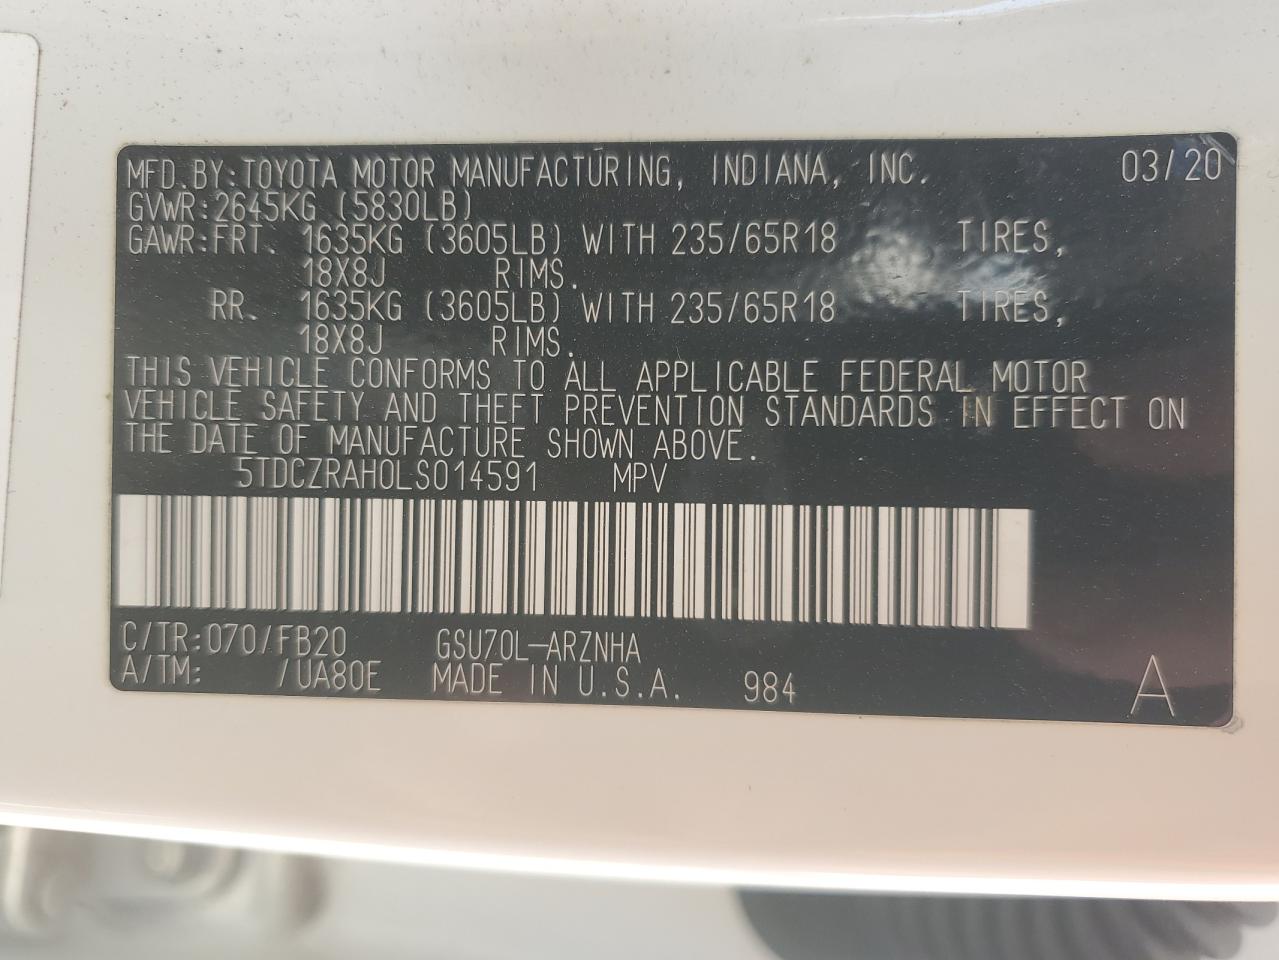 MFD.BY:TOYOTA MOTOR MANUFACTURING, INDIANA, INC. 03/20
GVWR:2645KG (5830LB)
GAWR:FRT. 1635KG (3605LB) WITH 235/65R18 TIRES,
18X8J RIMS.
RR. 1635KG (3605LB) WITH 235/65R18 TIRES,
18X8J RIMS.
THIS VEHICLE CONFORMS TO ALL APPLICABLE FEDERAL MOTOR
VEHICLE SAFETY AND THEFT PREVENTION STANDARDS IN EFFECT ON
THE DATE OF MANUFACTURE SHOWN ABOVE.
5TDCZRAH0LS014591 MPV
C/TR:070/FB20 GSU70L-ARZNHA
A/TM: /UA80E MADE IN U.S.A. 984 A